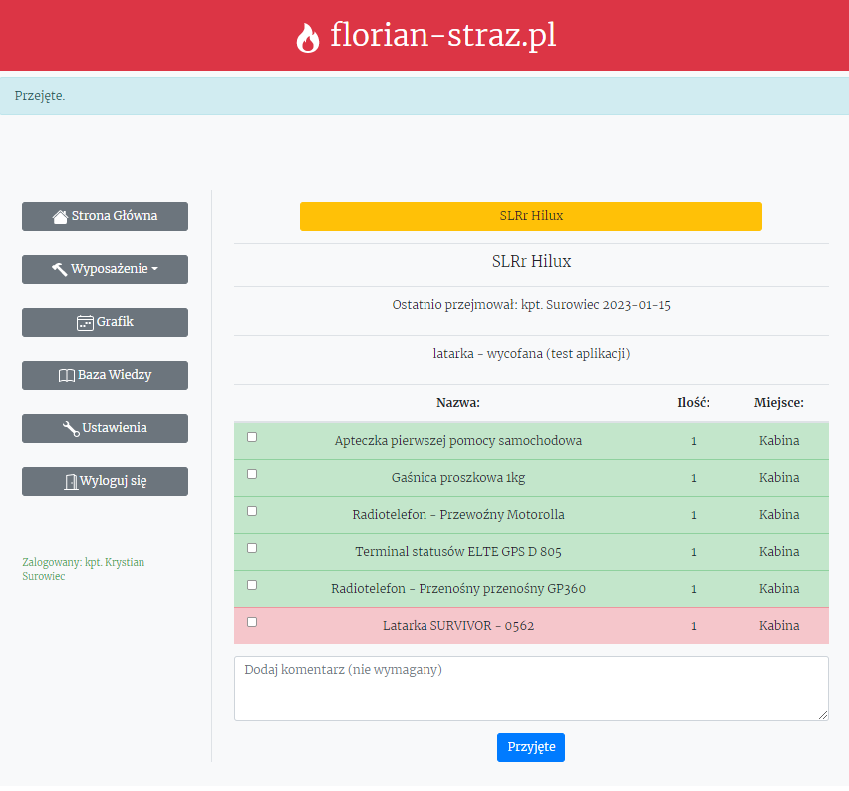 florian-straz.pl
Przejęte.
Strona Główna
Wyposażenie
Grafik
Baza Wiedzy
Ustawienia
Wyloguj się
Zalogowany: kpt. Krystian
Surowiec
SLRr Hilux
SLRr Hilux
Ostatnio przejmował: kpt. Surowiec 2023-01-15
latarka - wycofana (test aplikacji)
Nazwa: Ilość: Miejsce:
Apteczka pierwszej pomocy samochodowa 1 Kabina
Gaśnica proszkowa 1kg 1 Kabina
Radiotelefon - Przewoźny Motorolla 1 Kabina
Terminal statusów ELTE GPS D 805 1 Kabina
Radiotelefon - Przenośny przenośny GP360 1 Kabina
Latarka SURVIVOR - 0562 1 Kabina
Dodaj komentarz (nie wymagany)
Przyjęte